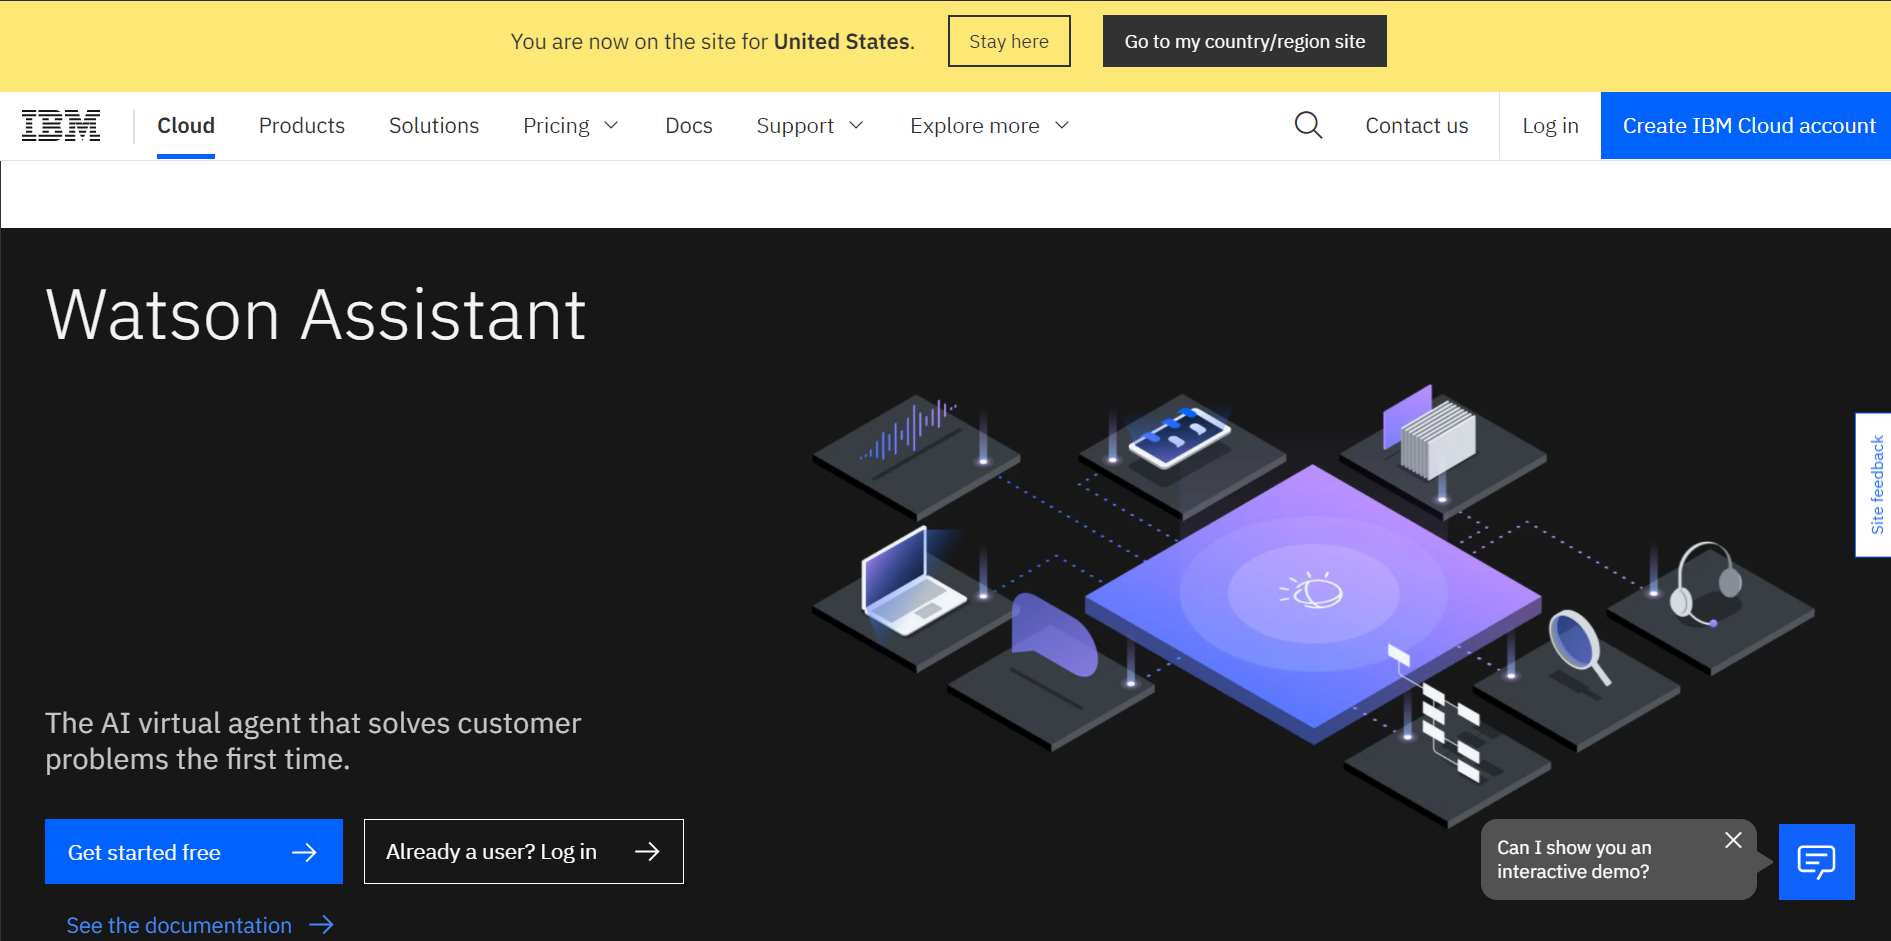 You are now on the site for United States.
Stay here
Go to my country/region site
IBM
Cloud
Products
Solutions
Pricing
Docs
Support
Explore more
Contact us
Log in
Create IBM Cloud account
Watson Assistant
Site feedback
The AI virtual agent that solves customer
problems the first time.
Get started free
Already a user? Log in
See the documentation
Can I show you an
interactive demo?